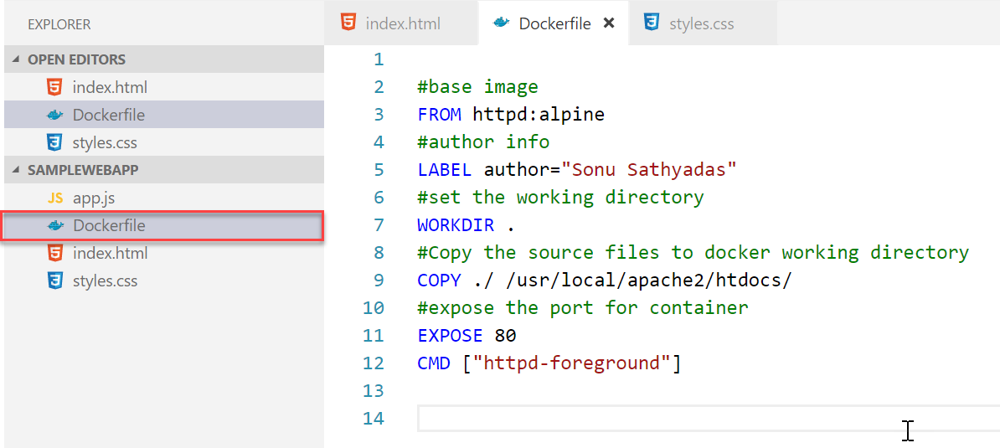 EXPLORER
OPEN EDITORS
index.html
Dockerfile
styles.css
SAMPLEWEBAPP
JS app.js
Dockerfile
index.html
styles.css
index.html Dockerfile styles.css
1
2 #base image
3 FROM httpd:alpine
4 #author info
5 LABEL author="Sonu Sathyadas"
6 #set the working directory
7 WORKDIR .
8 #Copy the source files to docker working directory
9 COPY ./ /usr/local/apache2/htdocs/
10 #expose the port for container
11 EXPOSE 80
12 CMD ["httpd-foreground"]
13
14